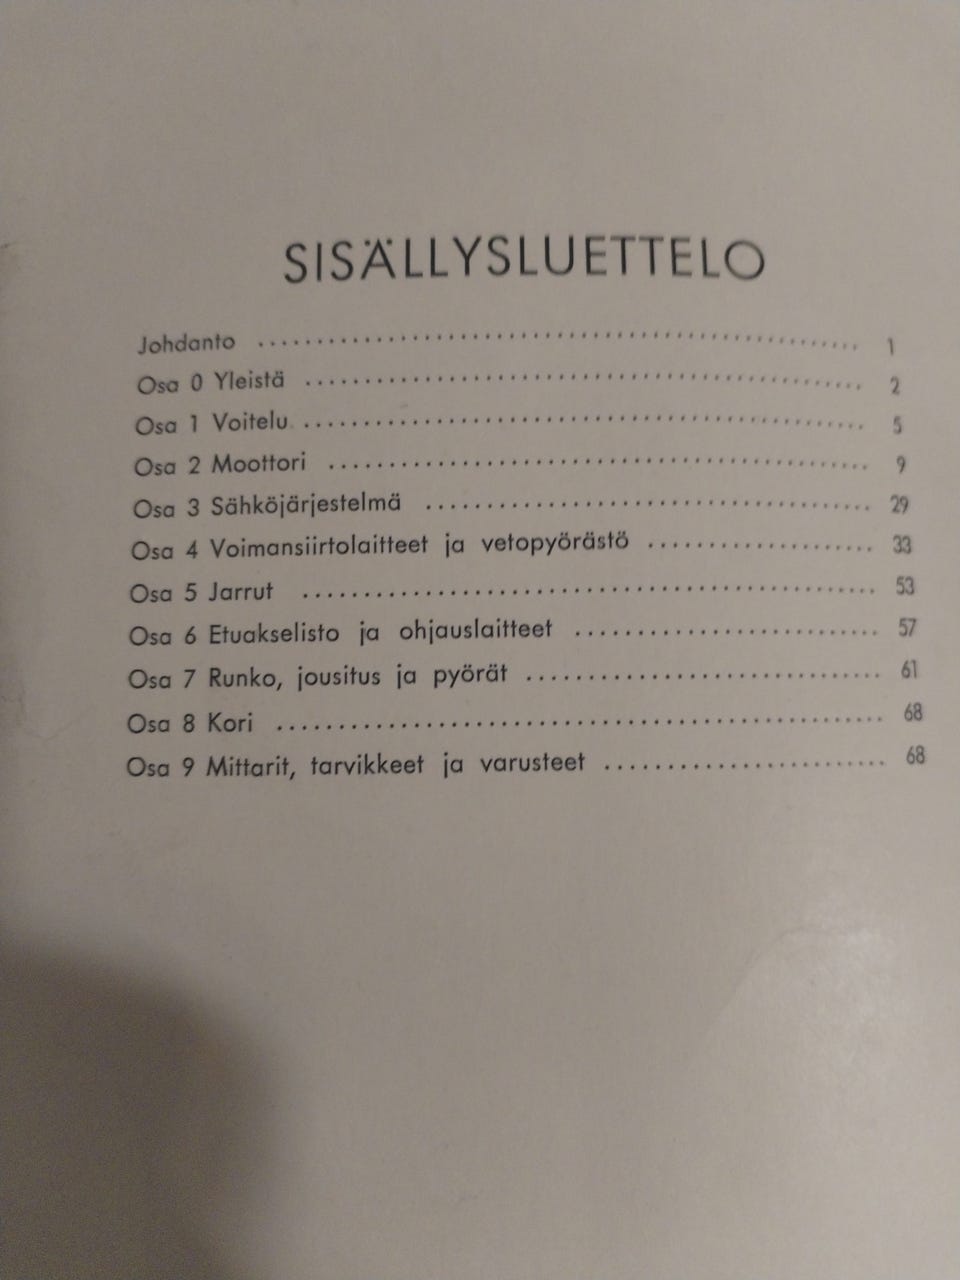 SISÄLLYSLUETTELO
Johdanto ........................................ 1
Osa 0 Yleistä ........................................ 2
Osa 1 Voitelu ........................................ 5
Osa 2 Moottori ........................................ 9
Osa 3 Sähköjärjestelmä ........................................ 29
Osa 4 Voimansiirtolaitteet ja vetopyörästö ................... 33
Osa 5 Jarrut ........................................ 53
Osa 6 Etuakselisto ja ohjauslaitteet ......................... 57
Osa 7 Runko, jousitus ja pyörät ............................. 61
Osa 8 Kori ........................................ 68
Osa 9 Mittarit, tarvikkeet ja varusteet ....................... 68